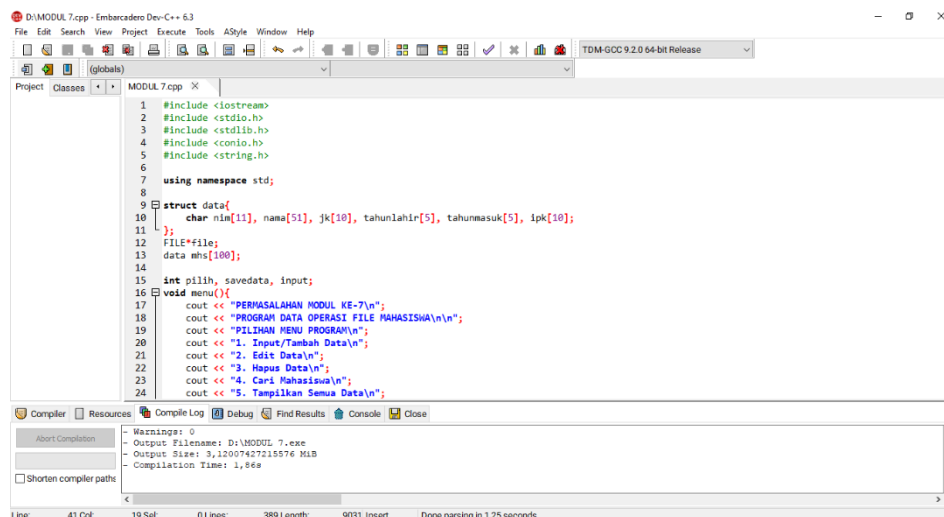 D:\MODUL 7.cpp - Embarcadero Dev-C++ 6.3
File Edit Search View Project Execute Tools AStyle Window Help
TDM-GCC 9.2.0 64-bit Release
(globals)
Project Classes MODUL 7.cpp
1 #include <iostream>
2 #include <stdio.h>
3 #include <stdlib.h>
4 #include <conio.h>
5 #include <string.h>
6
7 using namespace std;
8
9 struct data{
10 char nim[11], nama[51], jk[10], tahunlahir[5], tahunmasuk[5], ipk[10];
11 };
12 FILE*file;
13 data mhs[100];
14
15 int pilih, savedata, input;
16 void menu(){
17 cout << "PERMASALAHAN MODUL KE-7\n";
18 cout << "PROGRAM DATA OPERASI FILE MAHASISWA\n\n";
19 cout << "PILIHAN MENU PROGRAM\n";
20 cout << "1. Input/Tambah Data\n";
21 cout << "2. Edit Data\n";
22 cout << "3. Hapus Data\n";
23 cout << "4. Cari Mahasiswa\n";
24 cout << "5. Tampilkan Semua Data\n";
Compiler Resources Compile Log Debug Find Results Console Close
Abort Compilation
Shorten compiler paths
- Warnings: 0
- Output Filename: D:\MODUL 7.exe
- Output Size: 3,12007427215576 MiB
- Compilation Time: 1,86s
Line: 41 Col: 19 Sel: 0 Lines: 389 Length: 9031 Insert Done parsing in 1,25 seconds